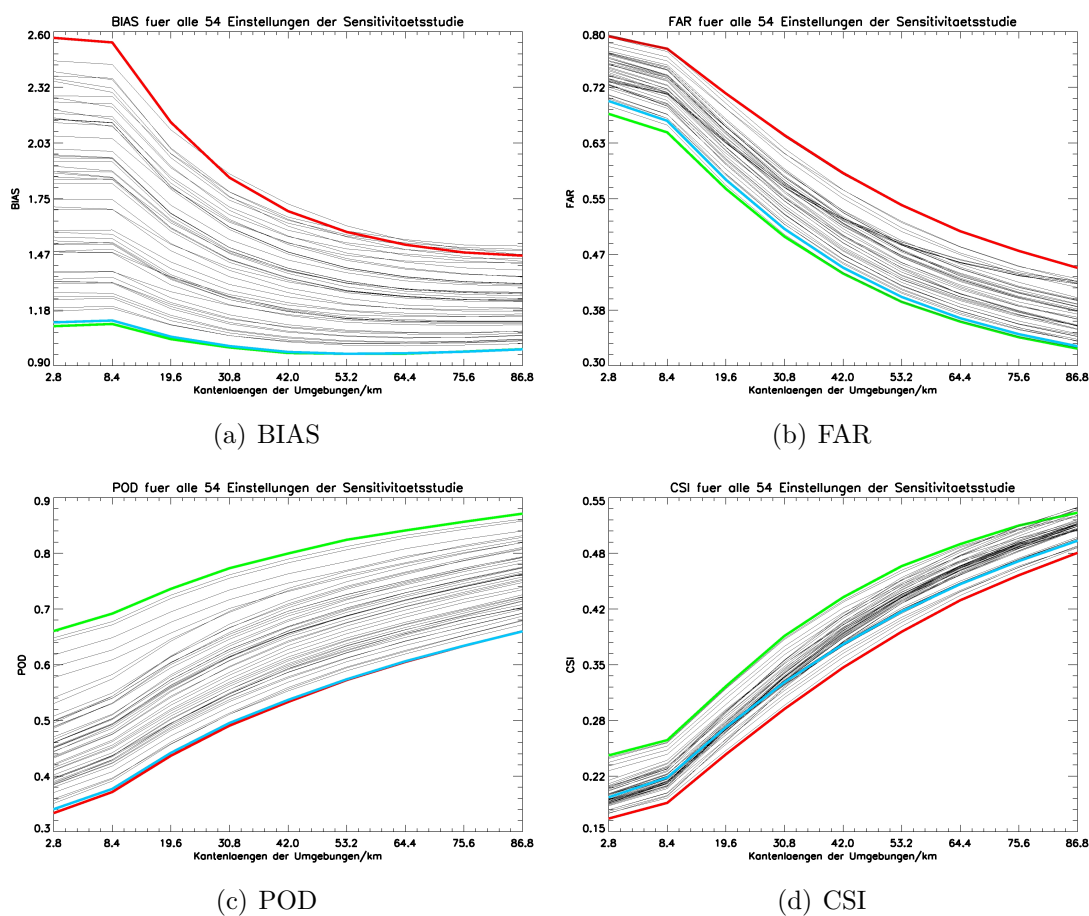 BIAS fuer alle 54 Einstellungen der Sensitivitaetsstudie
2.60
2.32
2.03
1.75
1.47
1.18
0.90
BIAS
2.8 8.4 19.6 30.8 42.0 53.2 64.4 75.6 86.8
Kantenlaengen der Umgebungen/km
(a) BIAS
FAR fuer alle 54 Einstellungen der Sensitivitaetsstudie
0.80
0.72
0.63
0.55
0.47
0.38
0.30
FAR
2.8 8.4 19.6 30.8 42.0 53.2 64.4 75.6 86.8
Kantenlaengen der Umgebungen/km
(b) FAR
POD fuer alle 54 Einstellungen der Sensitivitaetsstudie
0.9
0.8
0.7
0.6
0.5
0.4
0.3
POD
2.8 8.4 19.6 30.8 42.0 53.2 64.4 75.6 86.8
Kantenlaengen der Umgebungen/km
(c) POD
CSI fuer alle 54 Einstellungen der Sensitivitaetsstudie
0.55
0.48
0.42
0.35
0.28
0.22
0.15
CSI
2.8 8.4 19.6 30.8 42.0 53.2 64.4 75.6 86.8
Kantenlaengen der Umgebungen/km
(d) CSI